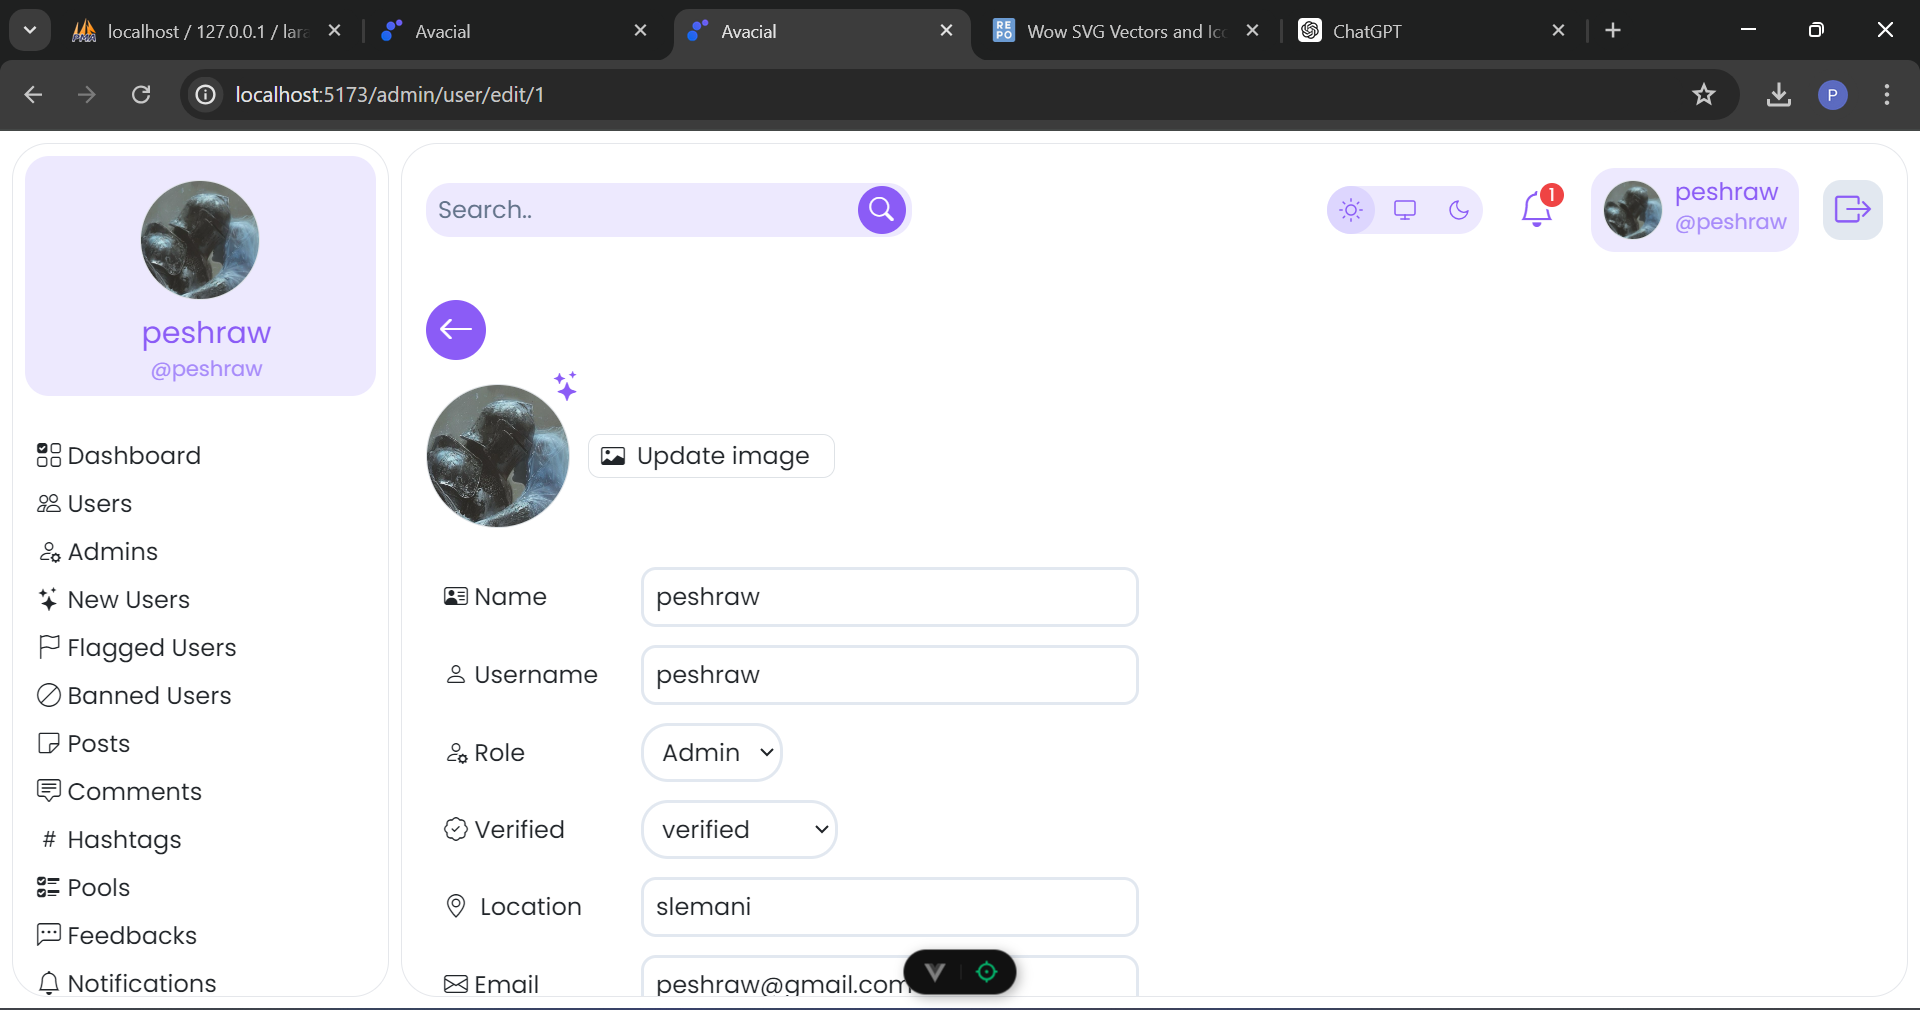 localhost / 127.0.0.1 / lara
Avacial
Avacial
Wow SVG Vectors and Ico
ChatGPT
localhost:5173/admin/user/edit/1
P
peshraw
@peshraw
Search..
1
peshraw
@peshraw
Update image
Dashboard
Users
Admins
New Users
Flagged Users
Banned Users
Posts
Comments
# Hashtags
Pools
Feedbacks
Notifications
Name peshraw
Username peshraw
Role Admin
Verified verified
Location slemani
Email peshraw@gmail.com